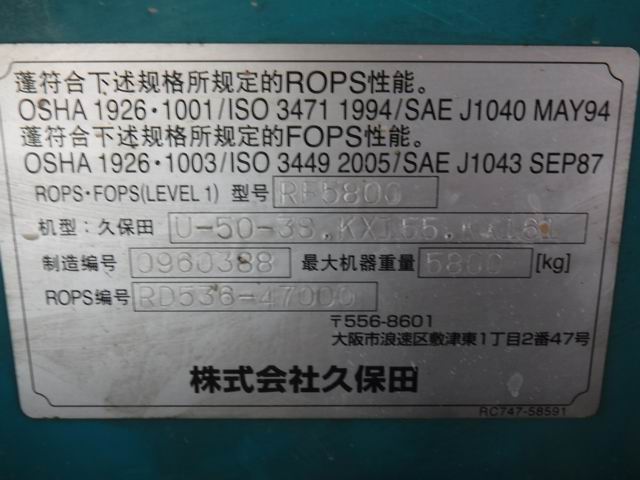 蓬符合下述规格所规定的ROPS性能。
OSHA 1926・1001/ISO 3471 1994/SAE J1040 MAY94
蓬符合下述规格所规定的FOPS性能。
OSHA 1926・1003/ISO 3449 2005/SAE J1043 SEP87
ROPS・FOPS(LEVEL 1) 型号 RF5800
机型：久保田 U-50-3S,KX155,KX161
制造编号 0960388 最大机器重量 5800 [kg]
ROPS编号 RD536-47000
〒556-8601
大阪市浪速区敷津東1丁目2番47号
株式会社久保田
RC747-58591